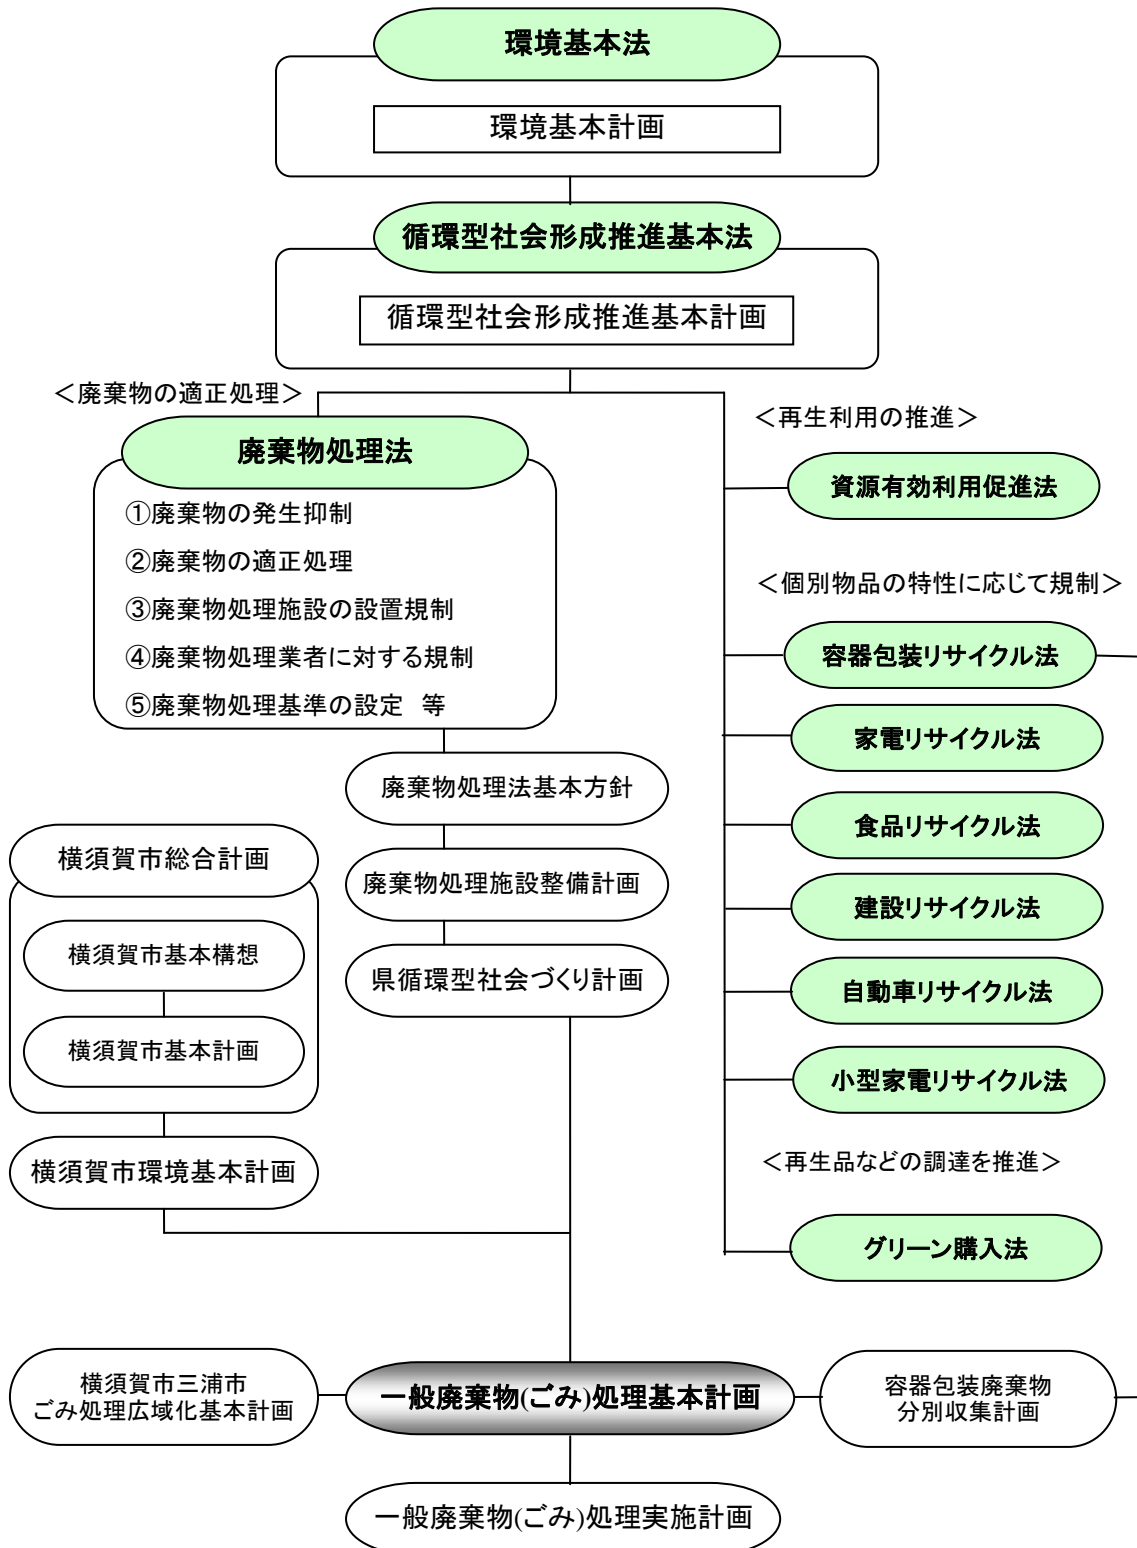 環境基本法
環境基本計画
循環型社会形成推進基本法
循環型社会形成推進基本計画
＜廃棄物の適正処理＞
廃棄物処理法
①廃棄物の発生抑制
②廃棄物の適正処理
③廃棄物処理施設の設置規制
④廃棄物処理業者に対する規制
⑤廃棄物処理基準の設定　等
廃棄物処理法基本方針
廃棄物処理施設整備計画
県循環型社会づくり計画
横須賀市総合計画
横須賀市基本構想
横須賀市基本計画
横須賀市環境基本計画
＜再生利用の推進＞
資源有効利用促進法
＜個別物品の特性に応じて規制＞
容器包装リサイクル法
家電リサイクル法
食品リサイクル法
建設リサイクル法
自動車リサイクル法
小型家電リサイクル法
＜再生品などの調達を推進＞
グリーン購入法
横須賀市三浦市
ごみ処理広域化基本計画
一般廃棄物(ごみ)処理基本計画
容器包装廃棄物
分別収集計画
一般廃棄物(ごみ)処理実施計画